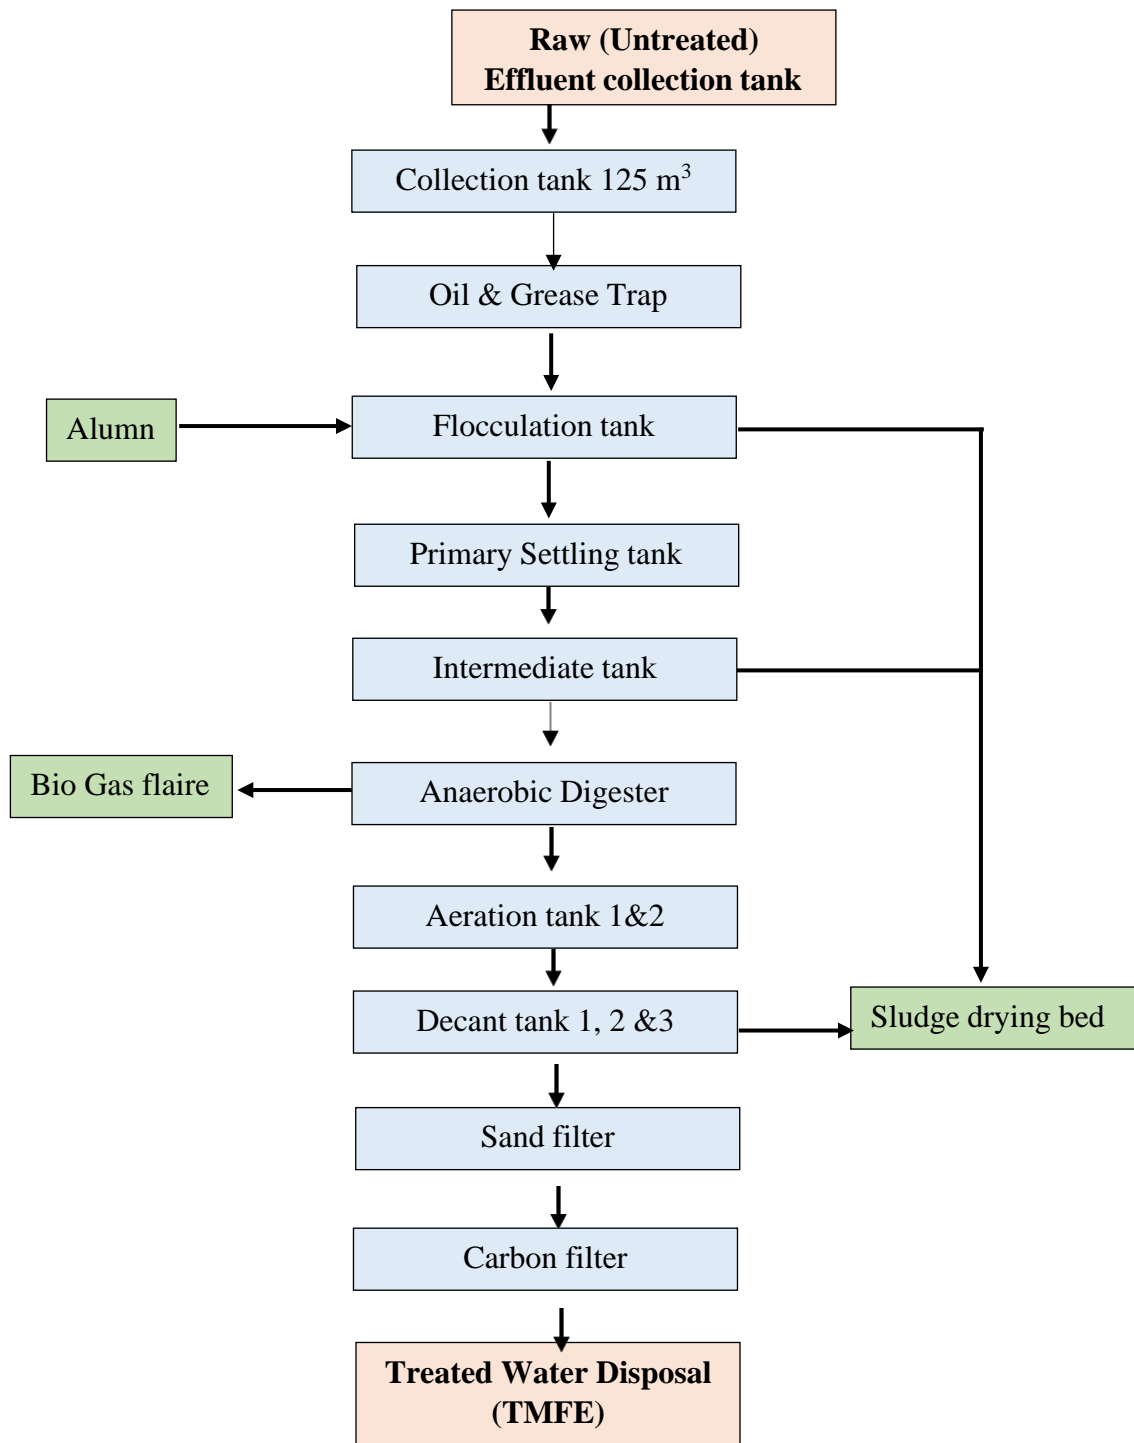 Raw (Untreated)
Effluent collection tank
Collection tank 125 m³
Oil & Grease Trap
Alumn
Flocculation tank
Primary Settling tank
Intermediate tank
Bio Gas flaire
Anaerobic Digester
Aeration tank 1&2
Decant tank 1, 2 &3
Sludge drying bed
Sand filter
Carbon filter
Treated Water Disposal
(TMFE)